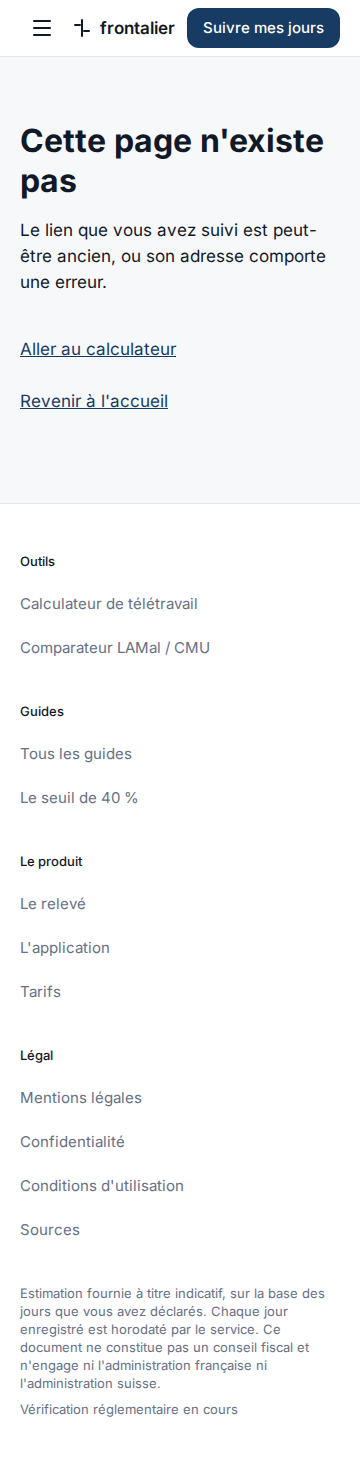 frontalier
Suivre mes jours
Cette page n'existe
pas
Le lien que vous avez suivi est peut-
être ancien, ou son adresse comporte
une erreur.
Aller au calculateur
Revenir à l'accueil
Outils
Calculateur de télétravail
Comparateur LAMal / CMU
Guides
Tous les guides
Le seuil de 40 %
Le produit
Le relevé
L'application
Tarifs
Légal
Mentions légales
Confidentialité
Conditions d'utilisation
Sources
Estimation fournie à titre indicatif, sur la base des
jours que vous avez déclarés. Chaque jour
enregistré est horodaté par le service. Ce
document ne constitue pas un conseil fiscal et
n'engage ni l'administration française ni
l'administration suisse.
Vérification réglementaire en cours